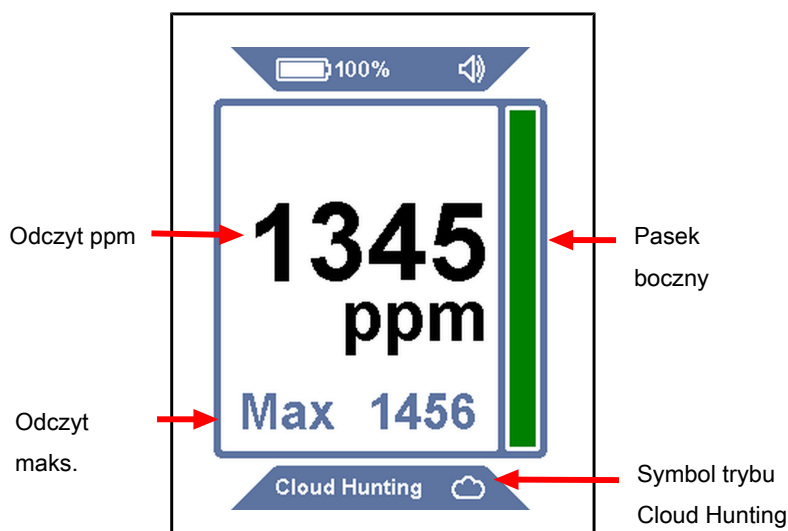 100%
Odczyt ppm
1345
ppm
Pasek
boczny
Odczyt
maks.
Max 1456
Cloud Hunting
Symbol trybu
Cloud Hunting